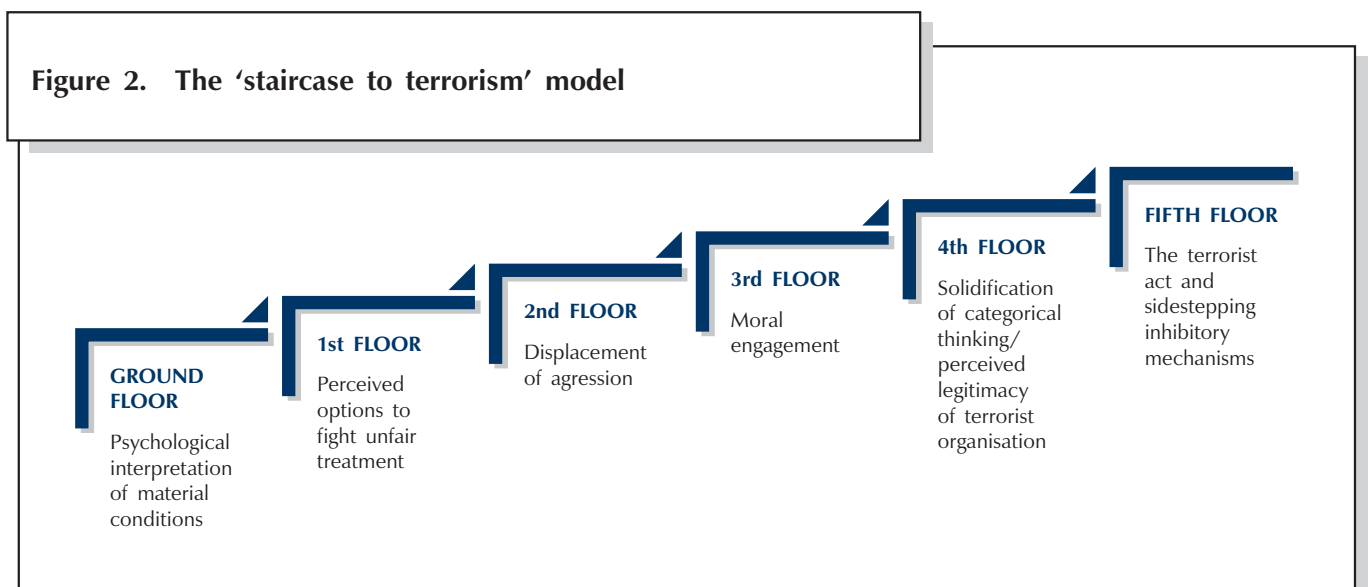 Figure 2. The ‘staircase to terrorism’ model
GROUND
FLOOR
Psychological
interpretation
of material
conditions
1st FLOOR
Perceived
options to
fight unfair
treatment
2nd FLOOR
Displacement
of agression
3rd FLOOR
Moral
engagement
4th FLOOR
Solidification
of categorical
thinking/
perceived
legitimacy
of terrorist
organisation
FIFTH FLOOR
The terrorist
act and
sidestepping
inhibitory
mechanisms